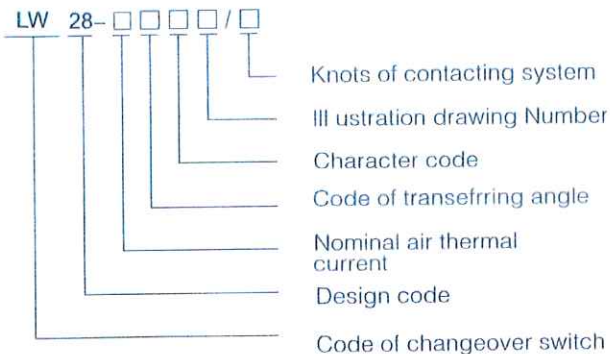 LW 28-□□□□/□
Knots of contacting system
III ustration drawing Number
Character code
Code of transefrring angle
Nominal air thermal
current
Design code
Code of changeover switch